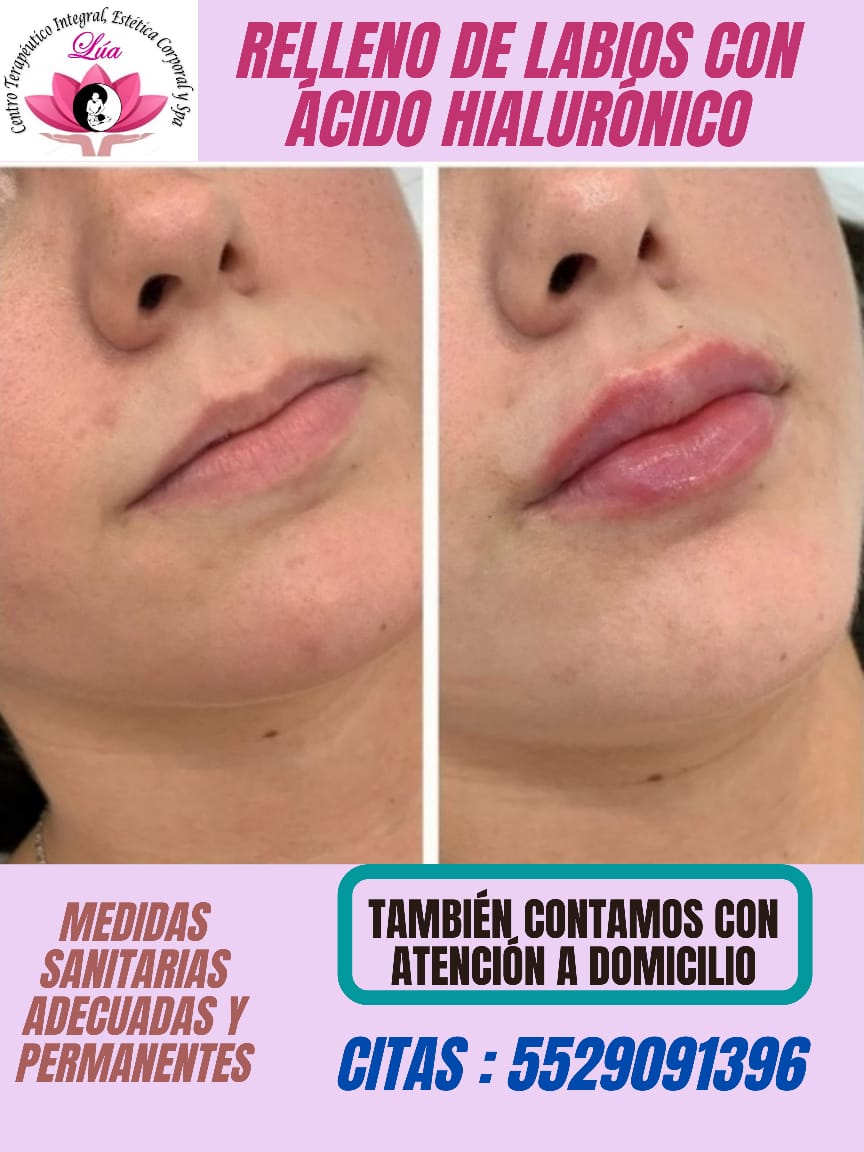 Centro Terapéutico Integral, Estética Corporal y Spa
Lúa
RELLENO DE LABIOS CON
ÁCIDO HIALURÓNICO
MEDIDAS
SANITARIAS
ADECUADAS Y
PERMANENTES
TAMBIÉN CONTAMOS CON
ATENCIÓN A DOMICILIO
CITAS : 5529091396